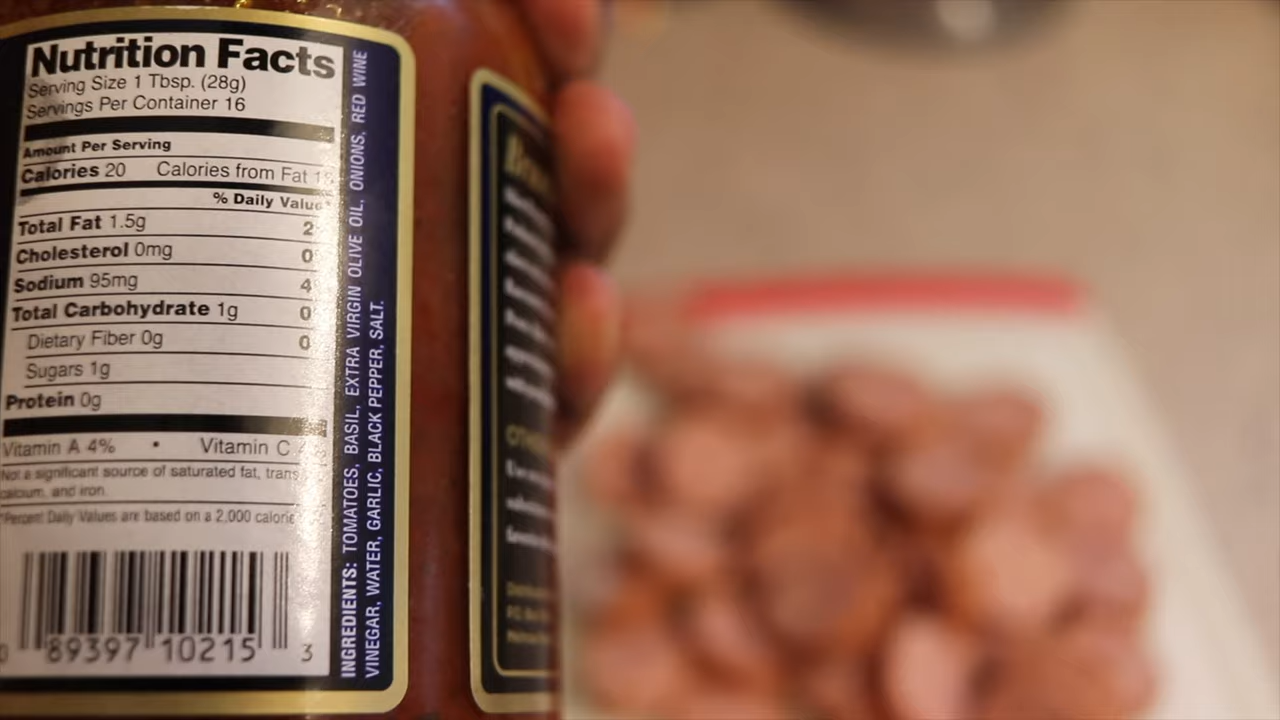 Nutrition Facts
Serving Size 1 Tbsp. (28g)
Servings Per Container 16
Amount Per Serving
Calories 20 Calories from Fat
% Daily Value*
Total Fat 1.5g 2
Cholesterol 0mg 0
Sodium 95mg 4
Total Carbohydrate 1g 0
Dietary Fiber 0g 0
Sugars 1g
Protein 0g
Vitamin A 4% • Vitamin C
Not a significant source of saturated fat, trans
calcium, and iron.
*Percent Daily Values are based on a 2,000 calorie
0 89397 10215 3
INGREDIENTS: TOMATOES, BASIL, EXTRA VIRGIN OLIVE OIL, ONIONS, RED WINE
VINEGAR, WATER, GARLIC, BLACK PEPPER, SALT.